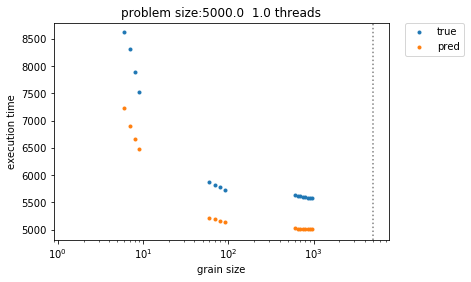 problem size:5000.0  1.0 threads
true
pred
execution time
8500
8000
7500
7000
6500
6000
5500
5000
10⁰
10¹
10²
10³
grain size